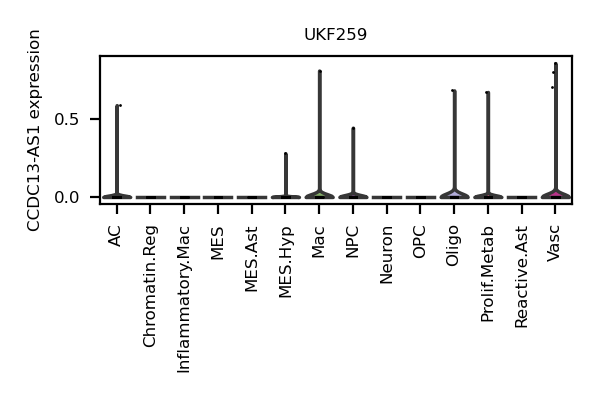 UKF259
CCDC13-AS1 expression
0.5
0.0
AC
Chromatin.Reg
Inflammatory.Mac
MES
MES.Ast
MES.Hyp
Mac
NPC
Neuron
OPC
Oligo
Prolif.Metab
Reactive.Ast
Vasc